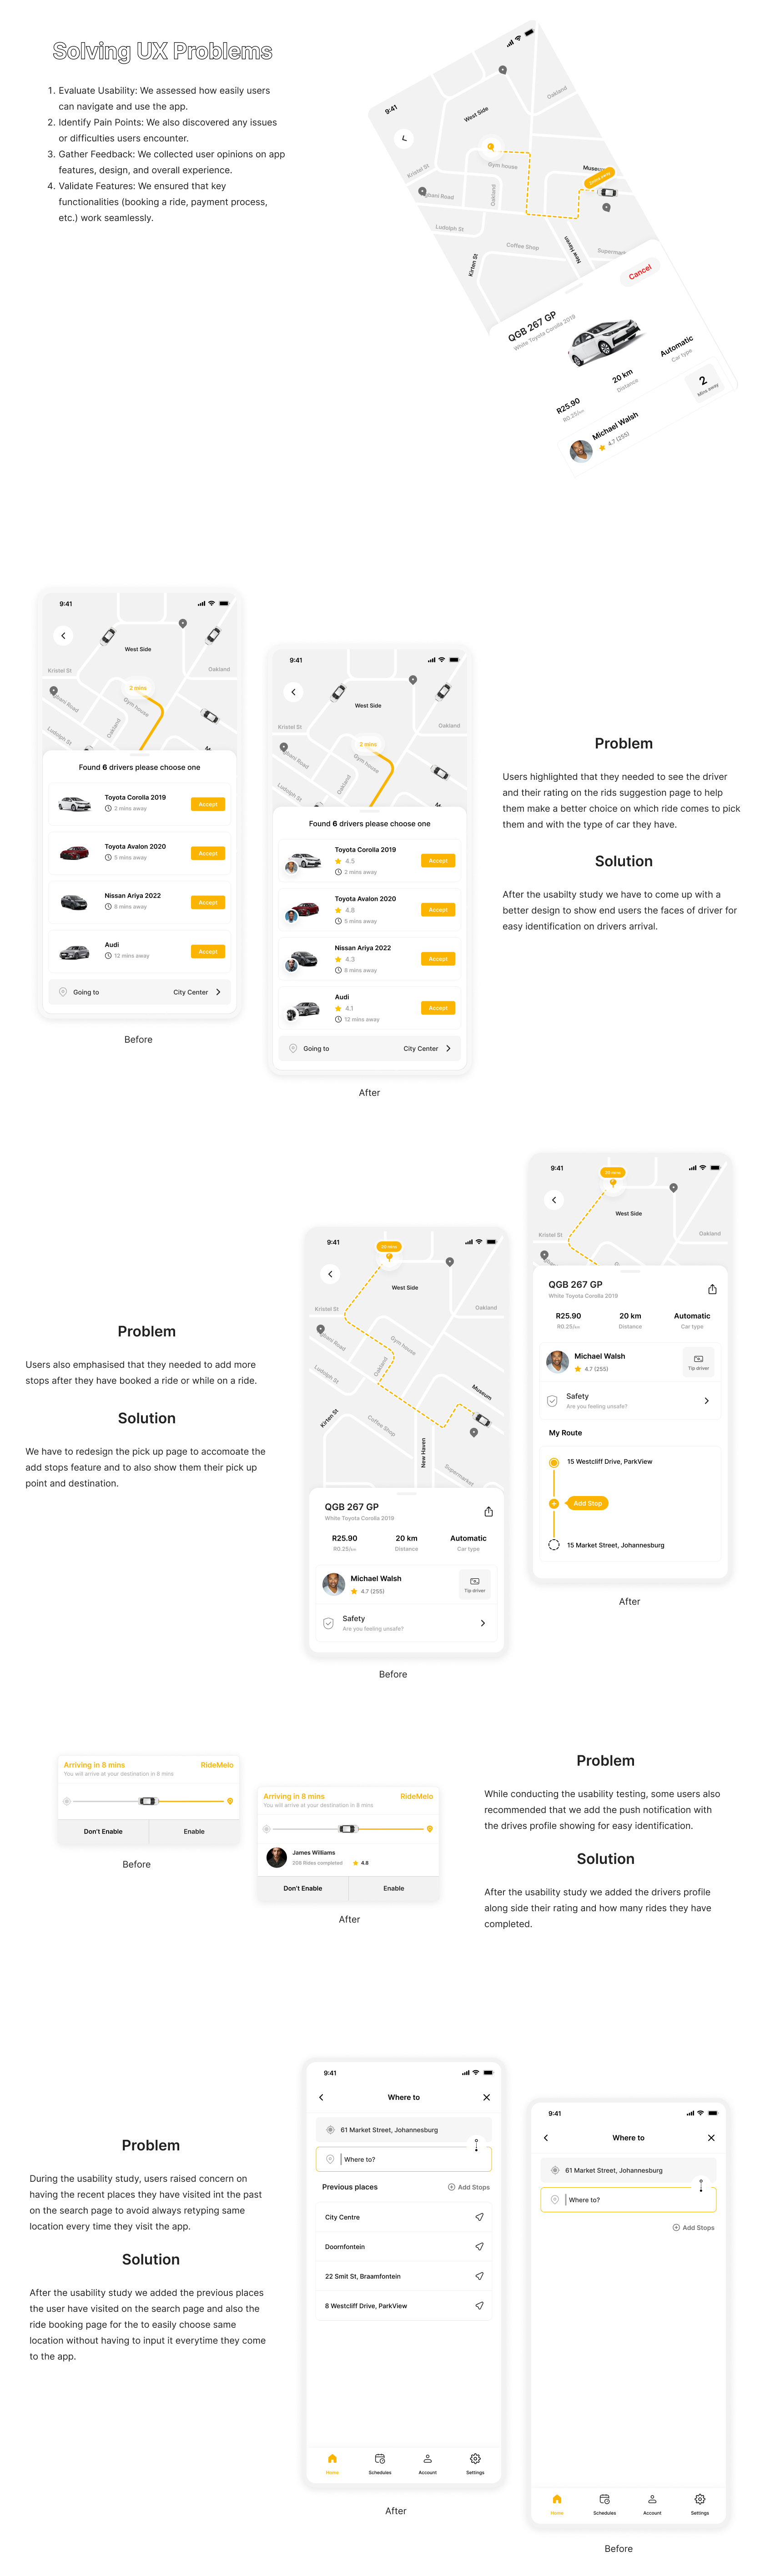 Solving UX Problems
1. Evaluate Usability: We assessed how easily users
can navigate and use the app.
2. Identify Pain Points: We also discovered any issues
or difficulties users encounter.
3. Gather Feedback: We collected user opinions on app
features, design, and overall experience.
4. Validate Features: We ensured that key
functionalities (booking a ride, payment process,
etc.) work seamlessly.
9:41
West Side
Oakland
Kristel St
Gym house
Museum
Oakland
Ludolph St
Coffee Shop
New Haven
Supermarket
Kirten St
Cancel
QGB 267 GP
White Toyota Corolla 2019
R25.90
R0.25/km
20 km
Distance
Automatic
Car type
Michael Walsh
4.7 (255)
2
Mins away
9:41
West Side
Kristel St
Oakland
2 mins
Gym house
Oakland
Ludolph St
Found 6 drivers please choose one
Toyota Corolla 2019
2 mins away
Accept
Toyota Avalon 2020
5 mins away
Accept
Nissan Ariya 2022
8 mins away
Accept
Audi
12 mins away
Accept
Going to
City Center
Before
9:41
West Side
Kristel St
Oakland
2 mins
Gym house
Oakland
Ludolph St
Found 6 drivers please choose one
Toyota Corolla 2019
4.5
2 mins away
Accept
Toyota Avalon 2020
4.8
5 mins away
Accept
Nissan Ariya 2022
4.3
8 mins away
Accept
Audi
4.1
12 mins away
Accept
Going to
City Center
After
Problem
Users highlighted that they needed to see the driver
and their rating on the rids suggestion page to help
them make a better choice on which ride comes to pick
them and with the type of car they have.
Solution
After the usabilty study we have to come up with a
better design to show end users the faces of driver for
easy identification on drivers arrival.
Problem
Users also emphasised that they needed to add more
stops after they have booked a ride or while on a ride.
Solution
We have to redesign the pick up page to accomoate the
add stops feature and to also show them their pick up
point and destination.
9:41
West Side
Kristel St
Oakland
Gym house
Oakland
Ludolph St
Museum
Kirten St
Coffee Shop
New Haven
Supermarket
QGB 267 GP
White Toyota Corolla 2019
R25.90
R0.25/km
20 km
Distance
Automatic
Car type
Michael Walsh
4.7 (255)
Tip driver
Safety
Are you feeling unsafe?
Before
9:41
West Side
Kristel St
Oakland
QGB 267 GP
White Toyota Corolla 2019
R25.90
R0.25/km
20 km
Distance
Automatic
Car type
Michael Walsh
4.7 (255)
Tip driver
Safety
Are you feeling unsafe?
My Route
15 Westcliff Drive, ParkView
Add Stop
15 Market Street, Johannesburg
After
Arriving in 8 mins
RideMelo
You will arrive at your destination in 8 mins
Don't Enable
Enable
Before
Arriving in 8 mins
RideMelo
You will arrive at your destination in 8 mins
James Williams
208 Rides completed
4.8
Don't Enable
Enable
After
Problem
While conducting the usability testing, some users also
recommended that we add the push notification with
the drives profile showing for easy identification.
Solution
After the usability study we added the drivers profile
along side their rating and how many rides they have
completed.
Problem
During the usability study, users raised concern on
having the recent places they have visited int the past
on the search page to avoid always retyping same
location every time they visit the app.
Solution
After the usability study we added the previous places
the user have visited on the search page and also the
ride booking page for the to easily choose same
location without having to input it everytime they come
to the app.
9:41
Where to
61 Market Street, Johannesburg
Where to?
Previous places
Add Stops
City Centre
Doornfontein
22 Smit St, Braamfontein
8 Westcliff Drive, ParkView
Home
Schedules
Account
Settings
After
9:41
Where to
61 Market Street, Johannesburg
Where to?
Add Stops
Home
Schedules
Account
Settings
Before